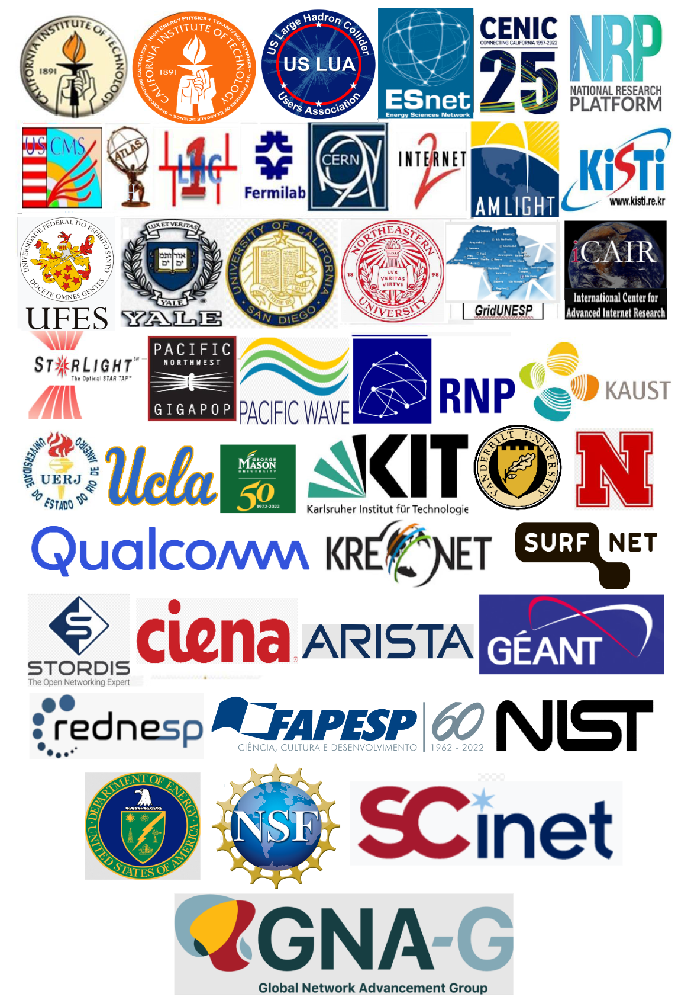 CALIFORNIA INSTITUTE OF TECHNOLOGY
1891
HIGH ENERGY PHYSICS + TERABIT/SEC NETWORKS – THE FRONTIERS OF EXASCALE SCIENCE – SUPERCOMPUTING.CALTECH.EDU
CALIFORNIA INSTITUTE OF TECHNOLOGY
1891
US Large Hadron Collider
US LUA
Users Association
ESnet
Energy Sciences Network
CENIC
CONNECTING CALIFORNIA 1997-2022
25
NRP
NATIONAL RESEARCH
PLATFORM
US CMS
ATLAS
H
LHC
1
Fermilab
CERN
INTERNET
2
AMLIGHT
KiSTi
www.kisti.re.kr
UNIVERSIDADE FEDERAL DO ESPIRITO SANTO
DOCETE OMNES GENTES
UFES
LUX ET VERITAS
אורותמ
ים ים
YALE
®
YALE
UNIVERSITY OF CALIFORNIA
LET THERE BE LIGHT
SAN DIEGO
NORTHEASTERN
LVX
VERITAS
VIRTVS
18 98
UNIVERSITY
GridUNESP
iCAIR
International Center for
Advanced Internet Research
STARLIGHT℠
The Optical STAR TAP™
PACIFIC
NORTHWEST
GIGAPOP
PACIFIC WAVE
RNP
KAUST
UNIVERSIDADE DO ESTADO DO RIO DE JANEIRO
UERJ
Ucla
GEORGE
MASON
UNIVERSITY
50
1972-2022
KIT
Karlsruher Institut für Technologie
VANDERBILT UNIVERSITY
N
Qualcomm
KREONET
SURF NET
STORDIS
The Open Networking Expert
ciena
ARISTA
GÉANT
rednesp
FAPESP
CIÊNCIA, CULTURA E DESENVOLVIMENTO
60
1962 - 2022
NIST
DEPARTMENT OF ENERGY
UNITED STATES OF AMERICA
NSF
SCinet
GNA-G
Global Network Advancement Group